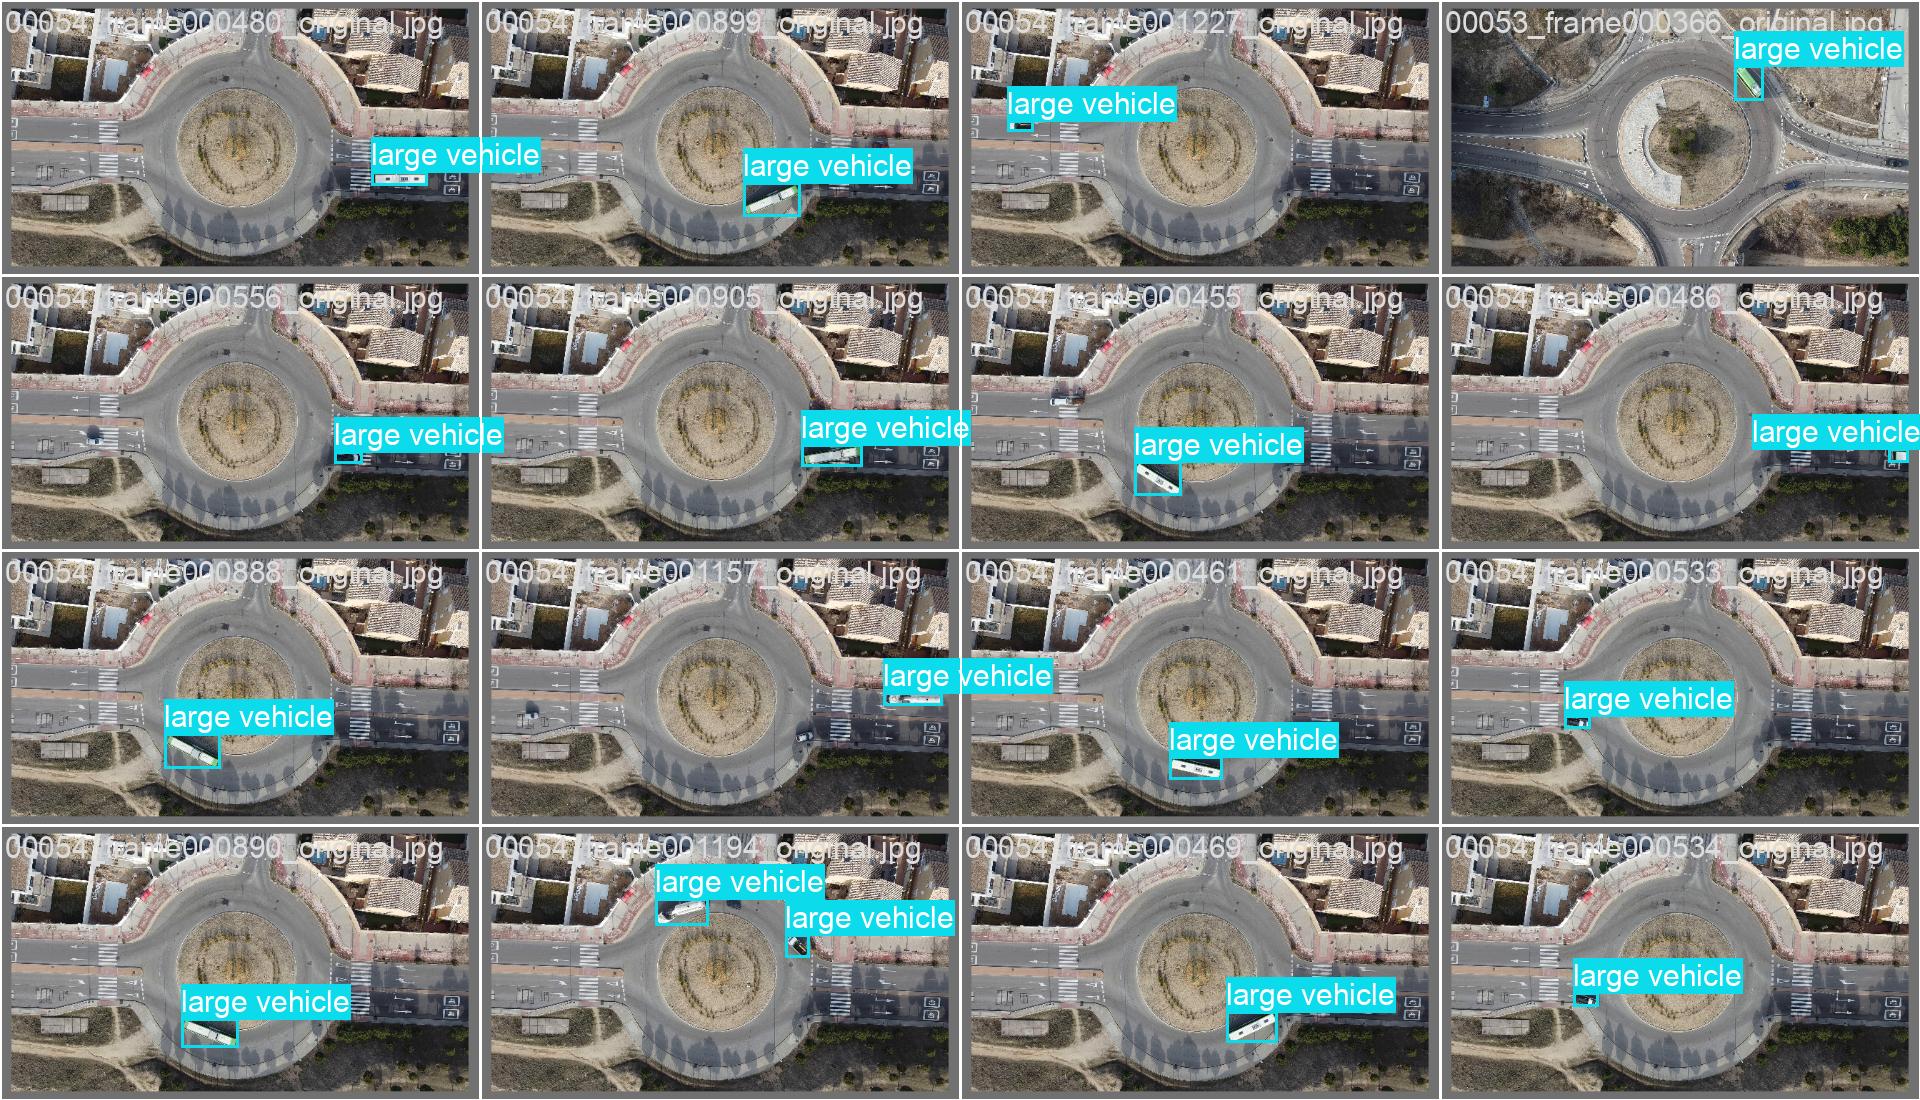 00054_frame000480_original.jpg
large vehicle
00054_frame000899_original.jpg
large vehicle
00054_frame001227_original.jpg
large vehicle
00053_frame000366_original.jpg
large vehicle
00054_frame000556_original.jpg
large vehicle
00054_frame000905_original.jpg
large vehicle
00054_frame000455_original.jpg
large vehicle
00054_frame000486_original.jpg
large vehicle
00054_frame000888_original.jpg
large vehicle
00054_frame001157_original.jpg
large vehicle
00054_frame000461_original.jpg
large vehicle
00054_frame000533_original.jpg
large vehicle
00054_frame000890_original.jpg
large vehicle
00054_frame001194_original.jpg
large vehicle
large vehicle
00054_frame000469_original.jpg
large vehicle
00054_frame000534_original.jpg
large vehicle